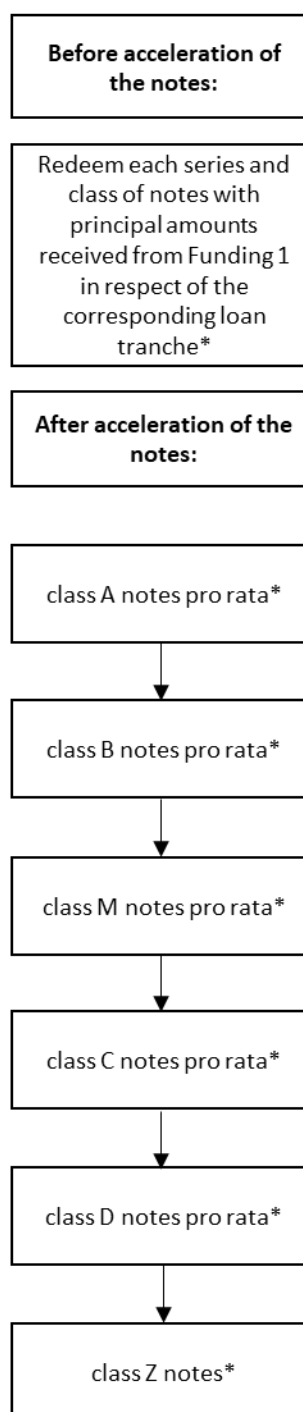 Before acceleration of
the notes:
Redeem each series and
class of notes with
principal amounts
received from Funding 1
in respect of the
corresponding loan
tranche*
After acceleration of the
notes:
class A notes pro rata*
class B notes pro rata*
class M notes pro rata*
class C notes pro rata*
class D notes pro rata*
class Z notes*